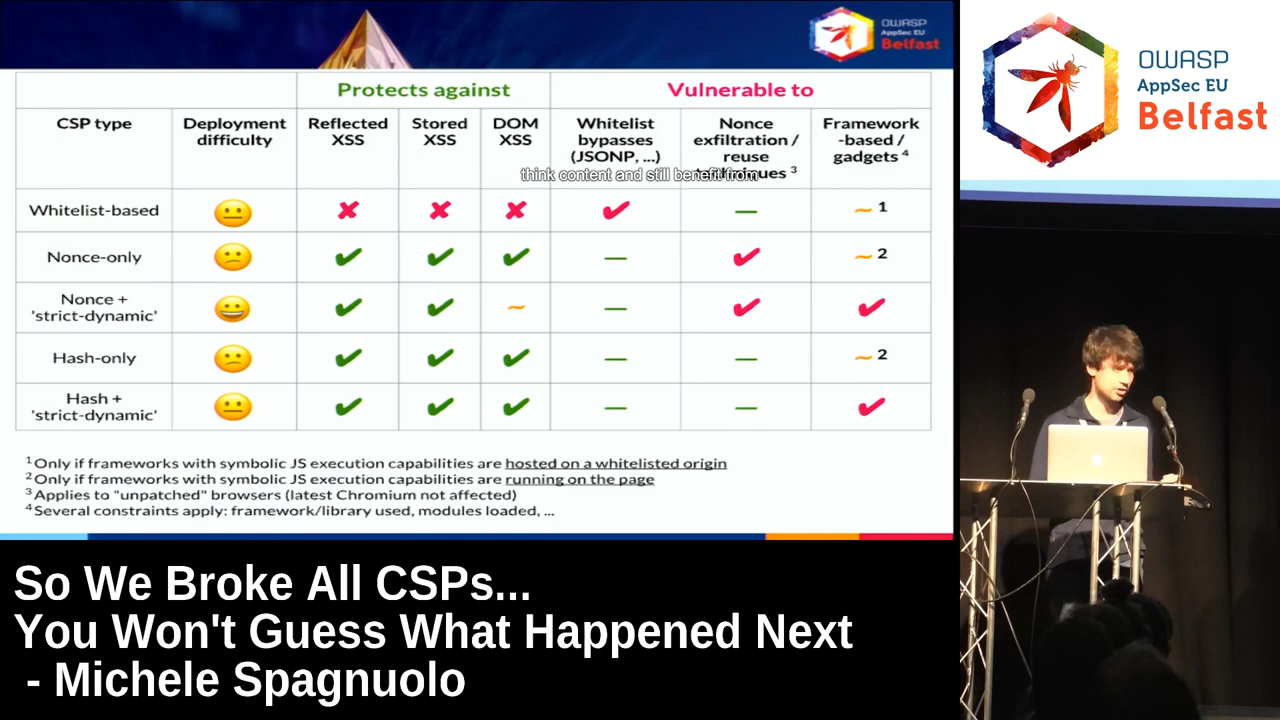 OWASP
AppSec EU
Belfast
Protects against
Vulnerable to
CSP type
Deployment
difficulty
Reflected
XSS
Stored
XSS
DOM
XSS
Whitelist
bypasses
(JSONP, ...)
Nonce
exfiltration /
reuse
techniques 3
Framework
-based /
gadgets 4
think content and still benefit from
Whitelist-based
✘ ✘ ✘ ✔ — ~ 1
Nonce-only
✔ ✔ ✔ — ✔ ~ 2
Nonce +
'strict-dynamic'
✔ ✔ ~ — ✔ ✔
Hash-only
✔ ✔ ✔ — — ~ 2
Hash +
'strict-dynamic'
✔ ✔ ✔ — — ✔
1 Only if frameworks with symbolic JS execution capabilities are hosted on a whitelisted origin
2 Only if frameworks with symbolic JS execution capabilities are running on the page
3 Applies to "unpatched" browsers (latest Chromium not affected)
4 Several constraints apply: framework/library used, modules loaded, ...
So We Broke All CSPs...
You Won't Guess What Happened Next
- Michele Spagnuolo
OWASP
AppSec EU
Belfast